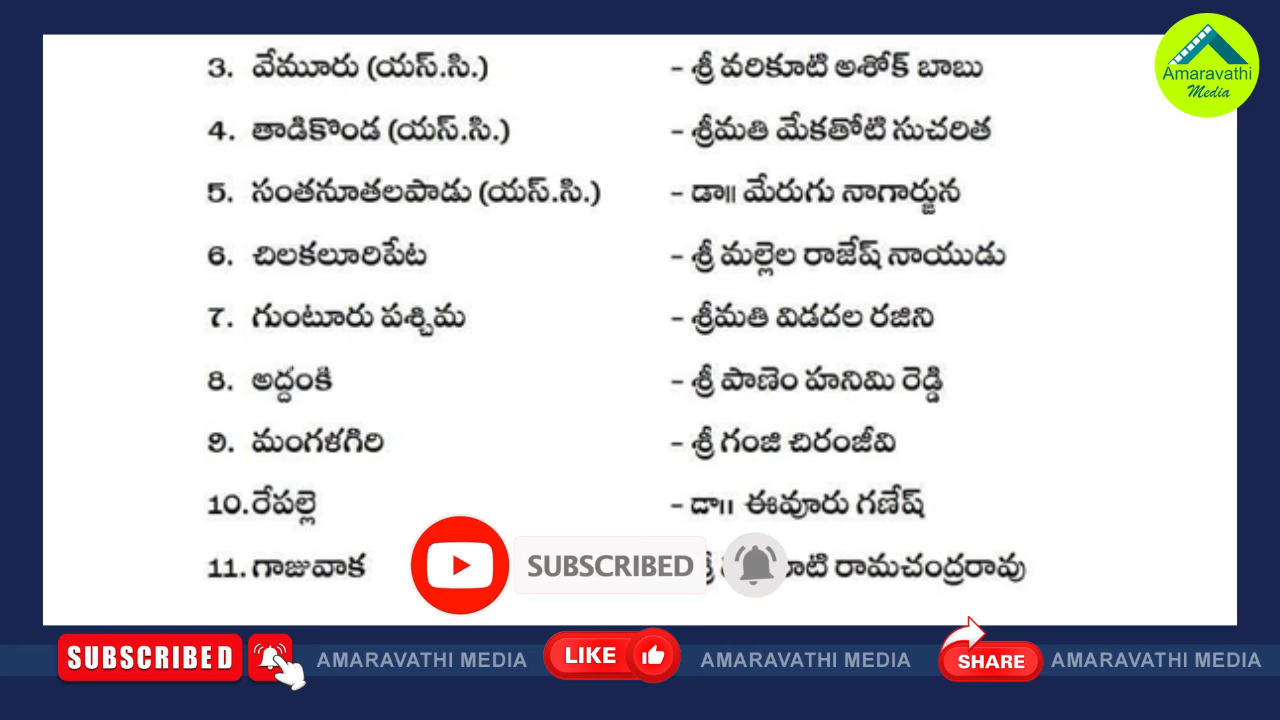 Amaravathi
Media
3. వేమూరు (యస్.సి.) - శ్రీ వరికూటి అశోక్ బాబు
4. తాడికొండ (యస్.సి.) - శ్రీమతి మేకతోటి సుచరిత
5. సంతనూతలపాడు (యస్.సి.) - డా॥ మేరుగు నాగార్జున
6. చిలకలూరిపేట - శ్రీ మల్లెల రాజేష్ నాయుడు
7. గుంటూరు పశ్చిమ - శ్రీమతి విడదల రజిని
8. అద్దంకి - శ్రీ పాణెం హనిమి రెడ్డి
9. మంగళగిరి - శ్రీ గంజి చిరంజీవి
10. రేపల్లె - డా॥ ఈవూరు గణేష్
11. గాజువాక శ్రీ రామచంద్రరావు
SUBSCRIBED
SUBSCRIBED AMARAVATHI MEDIA LIKE AMARAVATHI MEDIA SHARE AMARAVATHI MEDIA